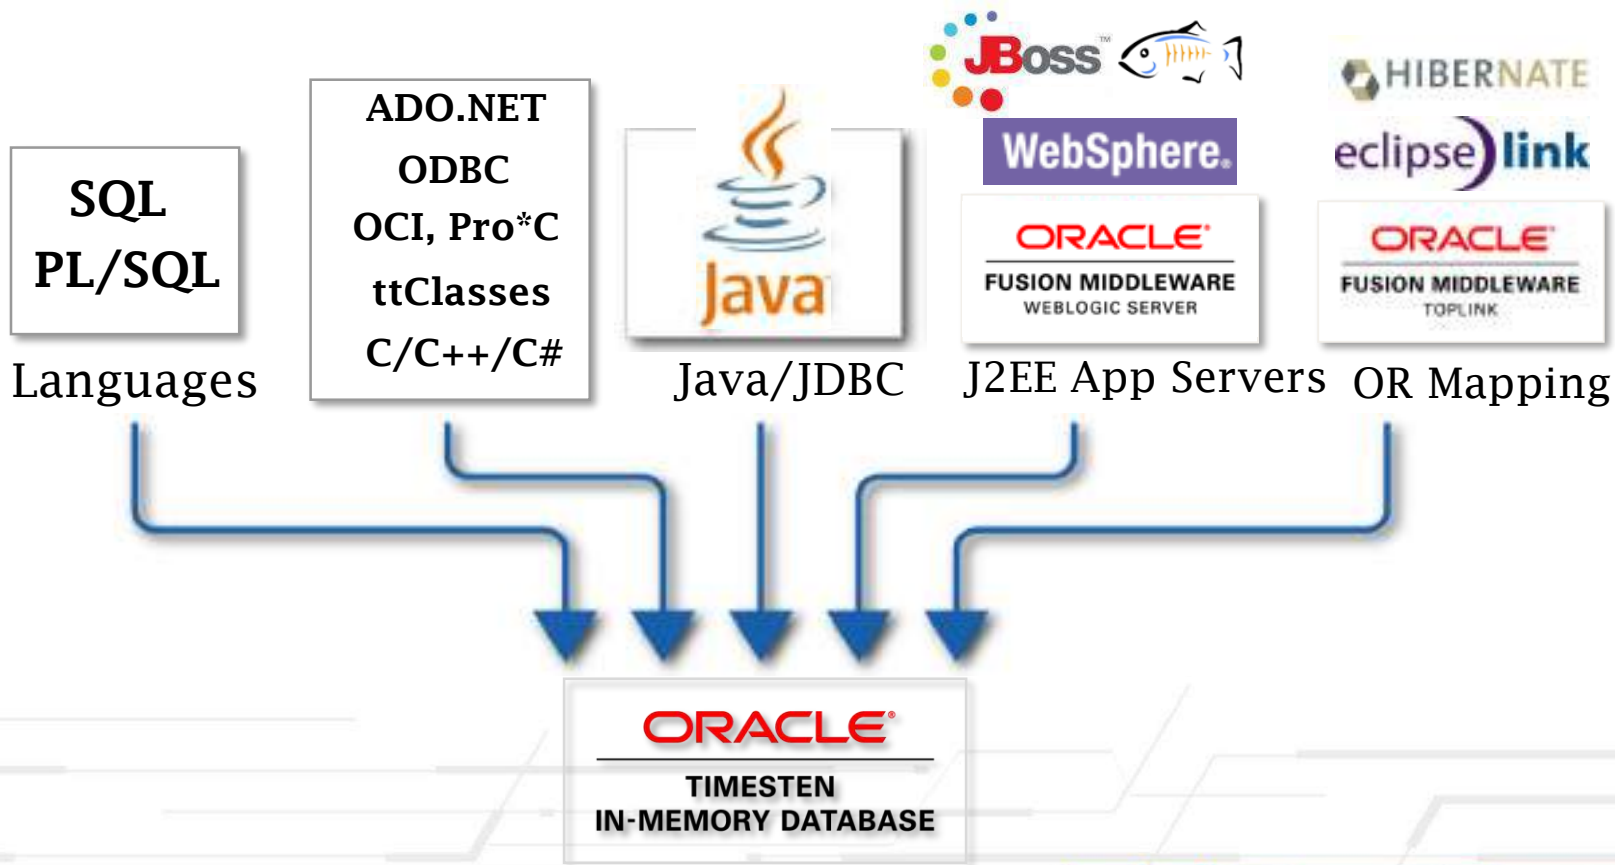 SQL
PL/SQL
Languages
ADO.NET
ODBC
OCI, Pro*C
ttClasses
C/C++/C#
Java
Java/JDBC
JBoss™
WebSphere®
ORACLE®
FUSION MIDDLEWARE
WEBLOGIC SERVER
J2EE App Servers
HIBERNATE
eclipse)link
ORACLE®
FUSION MIDDLEWARE
TOPLINK
OR Mapping
ORACLE®
TIMESTEN
IN-MEMORY DATABASE